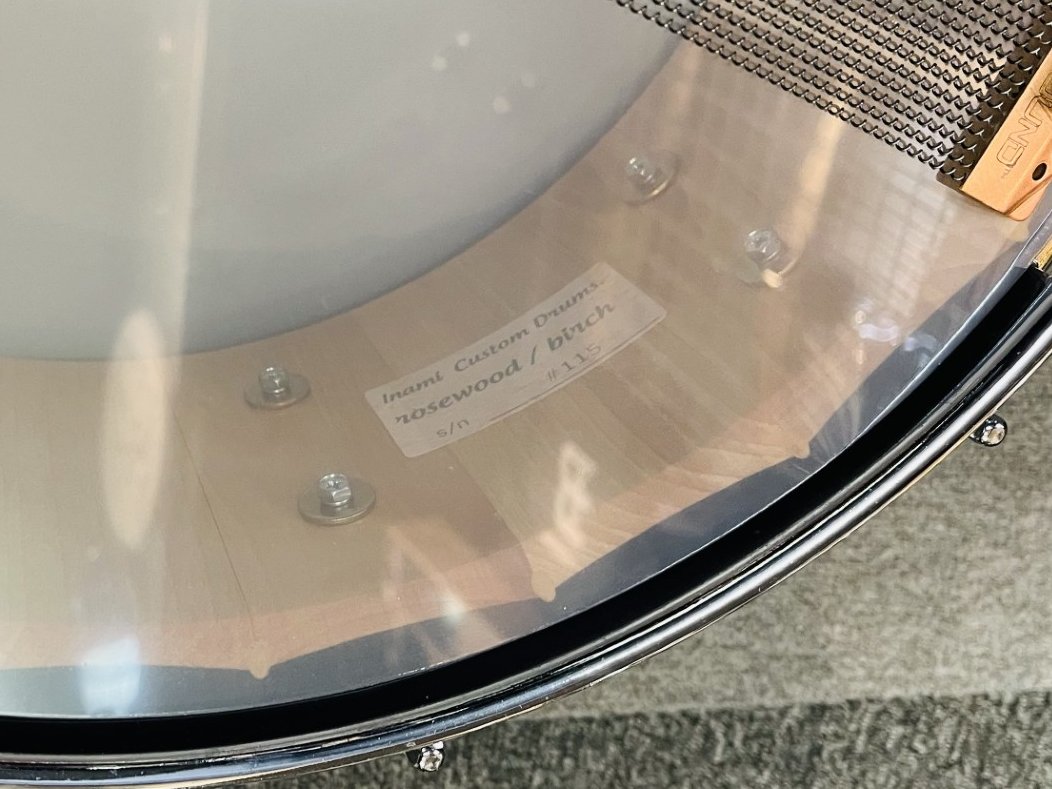 Inami Custom Drums.
rosewood / birch
s/n #115